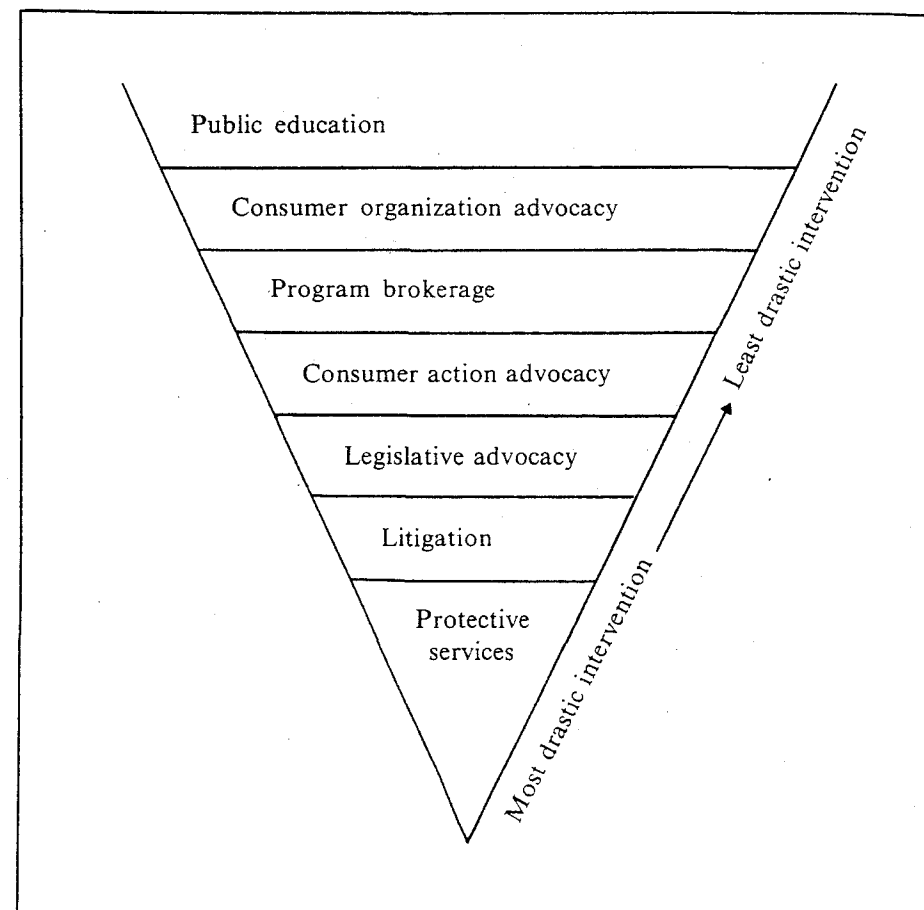 Public education
Consumer organization advocacy
Program brokerage
Consumer action advocacy
Legislative advocacy
Litigation
Protective
services
Most drastic intervention
Least drastic intervention